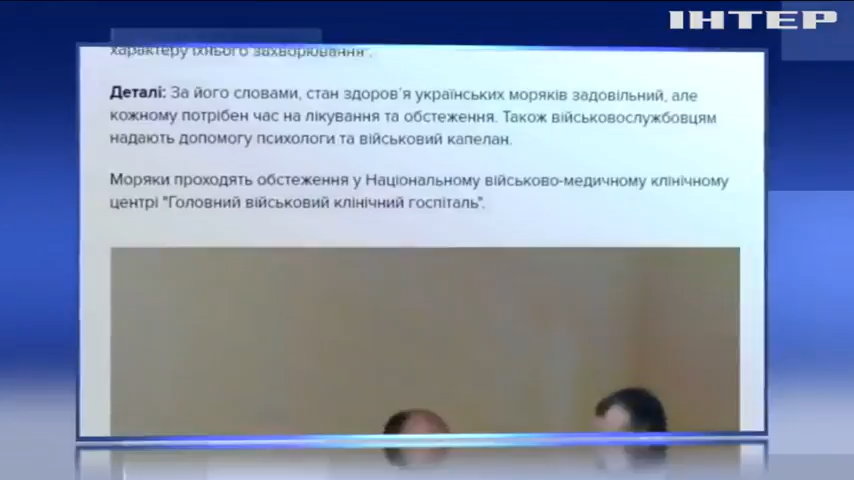 ІНТЕР
характеру їхнього захворювання".
Деталі: За його словами, стан здоров'я українських моряків задовільний, але
кожному потрібен час на лікування та обстеження. Також військовослужбовцям
надають допомогу психологи та військовий капелан.
Моряки проходять обстеження у Національному військово-медичному клінічному
центрі "Головний військовий клінічний госпіталь".